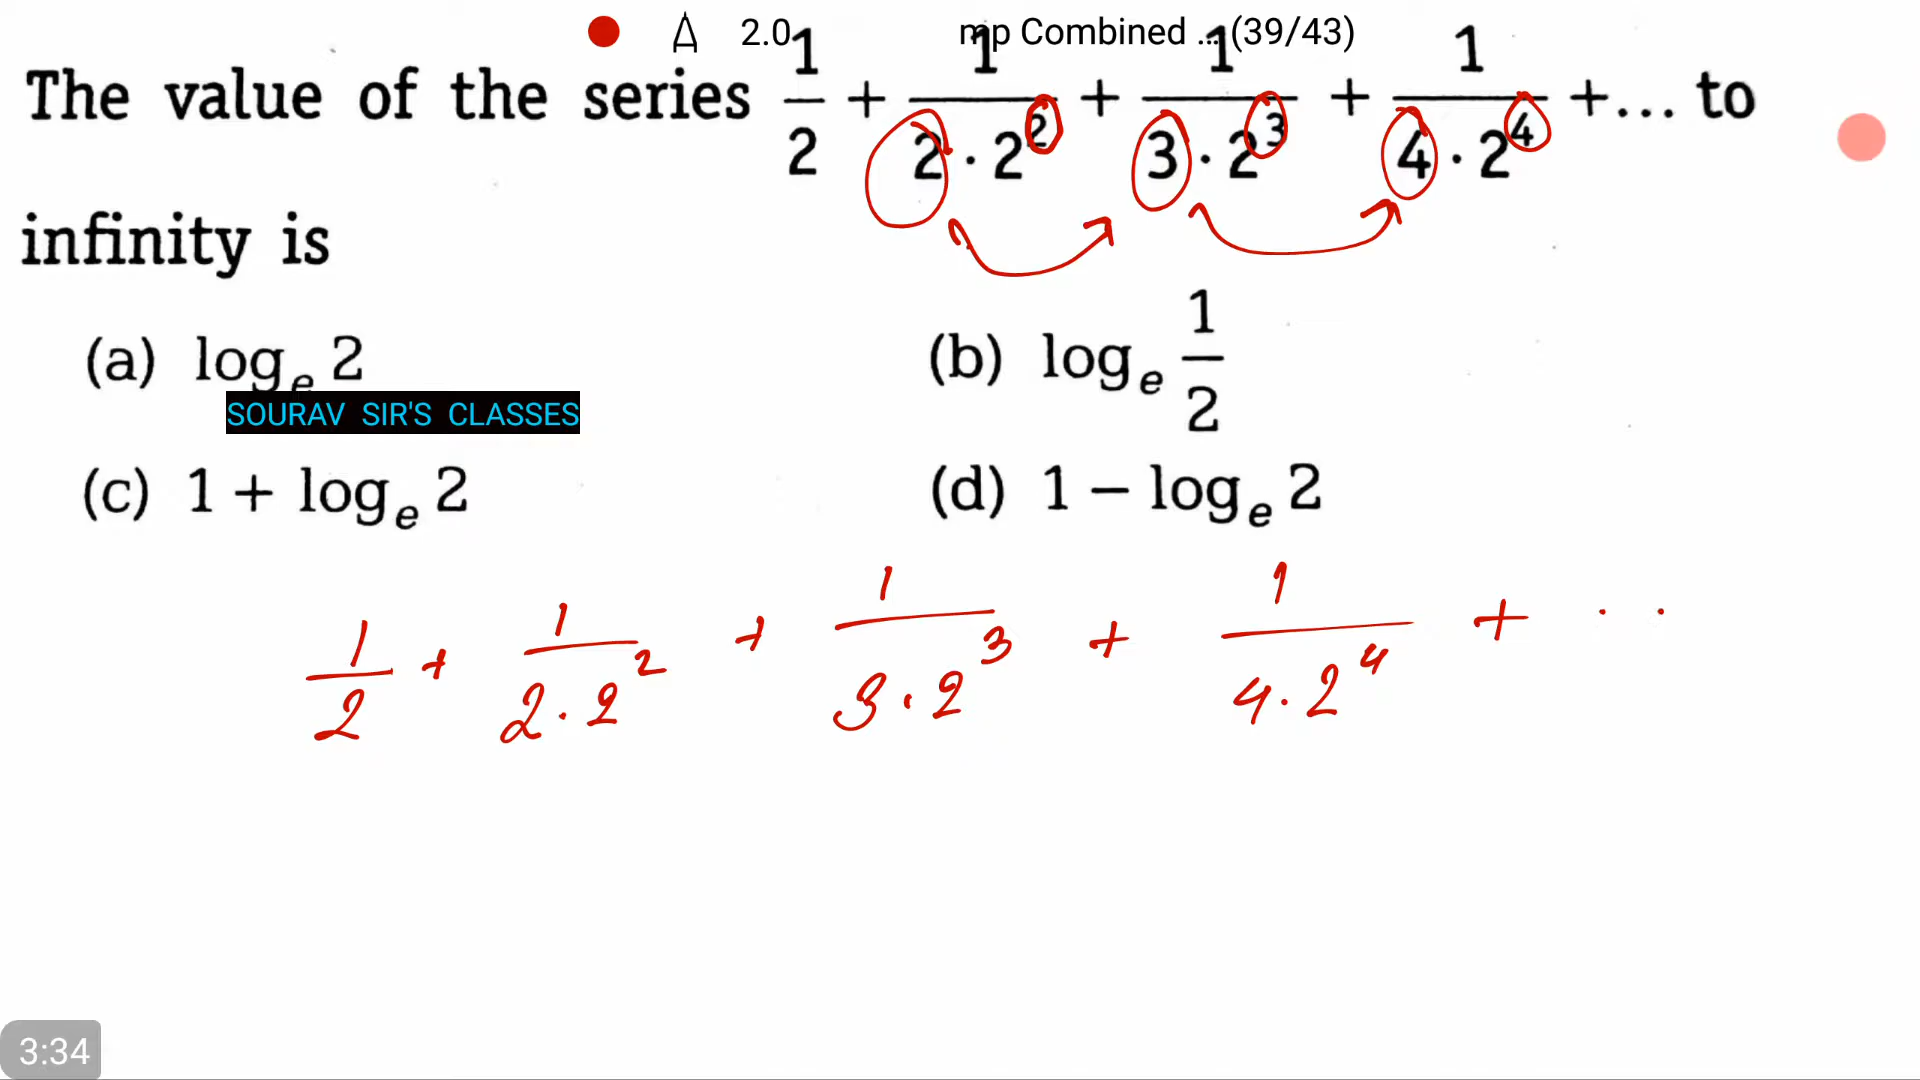 2.0 mp Combined ... (39/43)
The value of the series 1/2 + 1/(2 · 2²) + 1/(3 · 2³) + 1/(4 · 2⁴) +... to
infinity is
(a) logₑ 2 (b) logₑ 1/2
SOURAV SIR'S CLASSES
(c) 1 + logₑ 2 (d) 1 − logₑ 2
1/2 + 1/(2 · 2²) + 1/(3 · 2³) + 1/(4 · 2⁴) + · ·
3:34